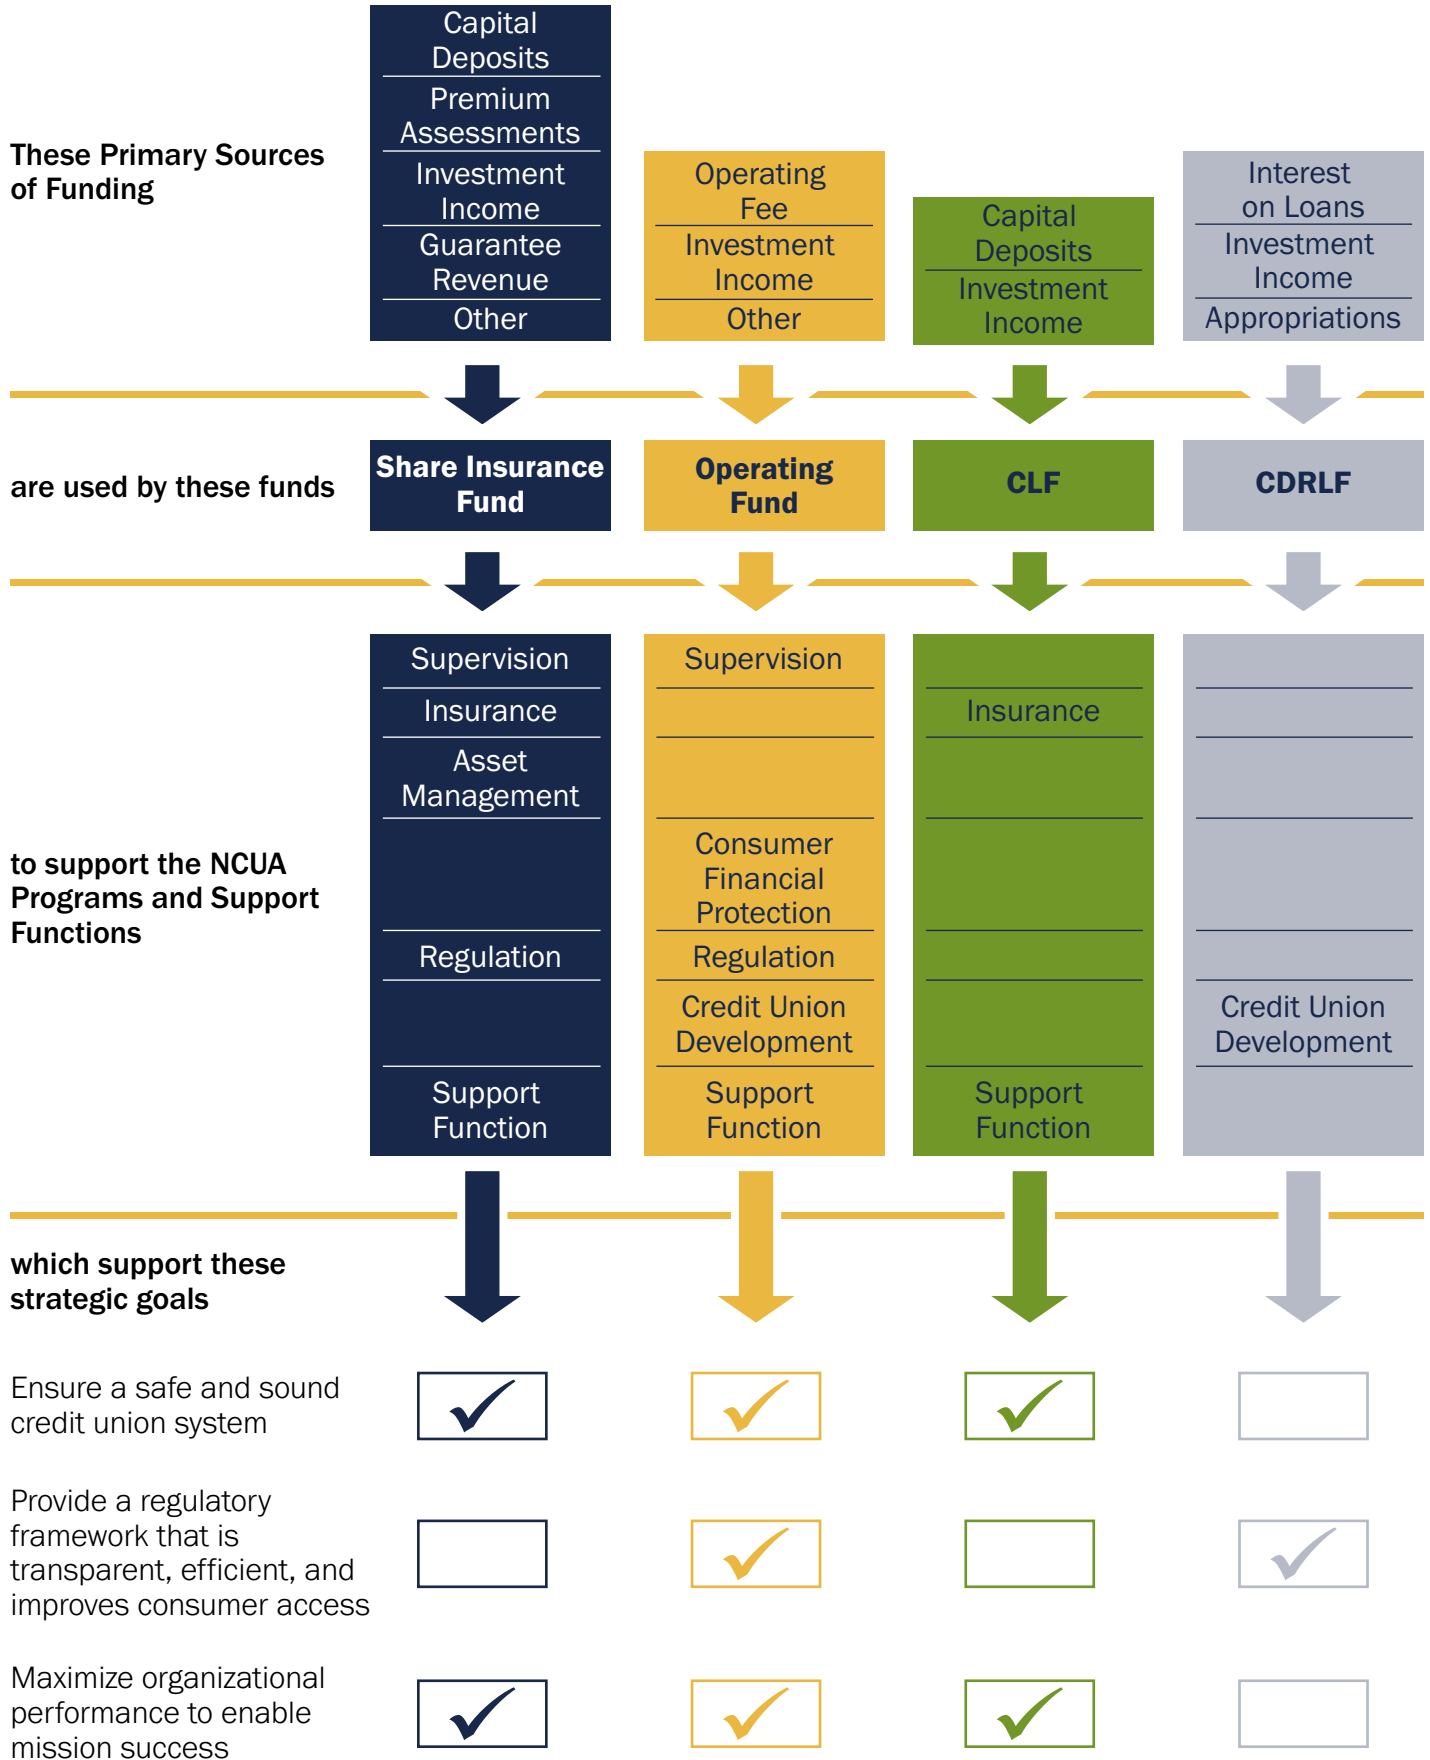 These Primary Sources
of Funding
Capital
Deposits
Premium
Assessments
Investment
Income
Guarantee
Revenue
Other
Operating
Fee
Investment
Income
Other
Capital
Deposits
Investment
Income
Interest
on Loans
Investment
Income
Appropriations
are used by these funds
Share Insurance
Fund
Operating
Fund
CLF
CDRLF
to support the NCUA
Programs and Support
Functions
Supervision
Insurance
Asset
Management
Regulation
Support
Function
Supervision
Consumer
Financial
Protection
Regulation
Credit Union
Development
Support
Function
Insurance
Support
Function
Credit Union
Development
which support these
strategic goals
Ensure a safe and sound
credit union system
Provide a regulatory
framework that is
transparent, efficient, and
improves consumer access
Maximize organizational
performance to enable
mission success